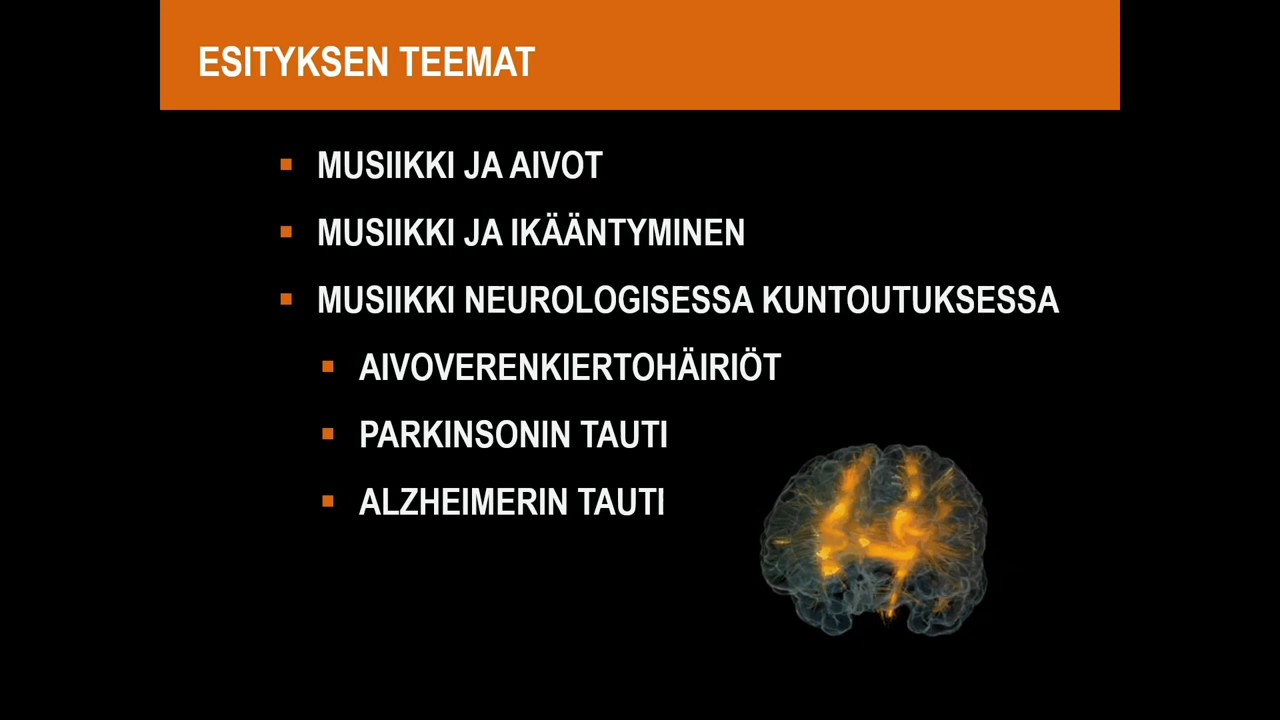 ESITYKSEN TEEMAT
MUSIIKKI JA AIVOT
MUSIIKKI JA IKÄÄNTYMINEN
MUSIIKKI NEUROLOGISESSA KUNTOUTUKSESSA
AIVOVERENKIERTOHÄIRIÖT
PARKINSONIN TAUTI
ALZHEIMERIN TAUTI